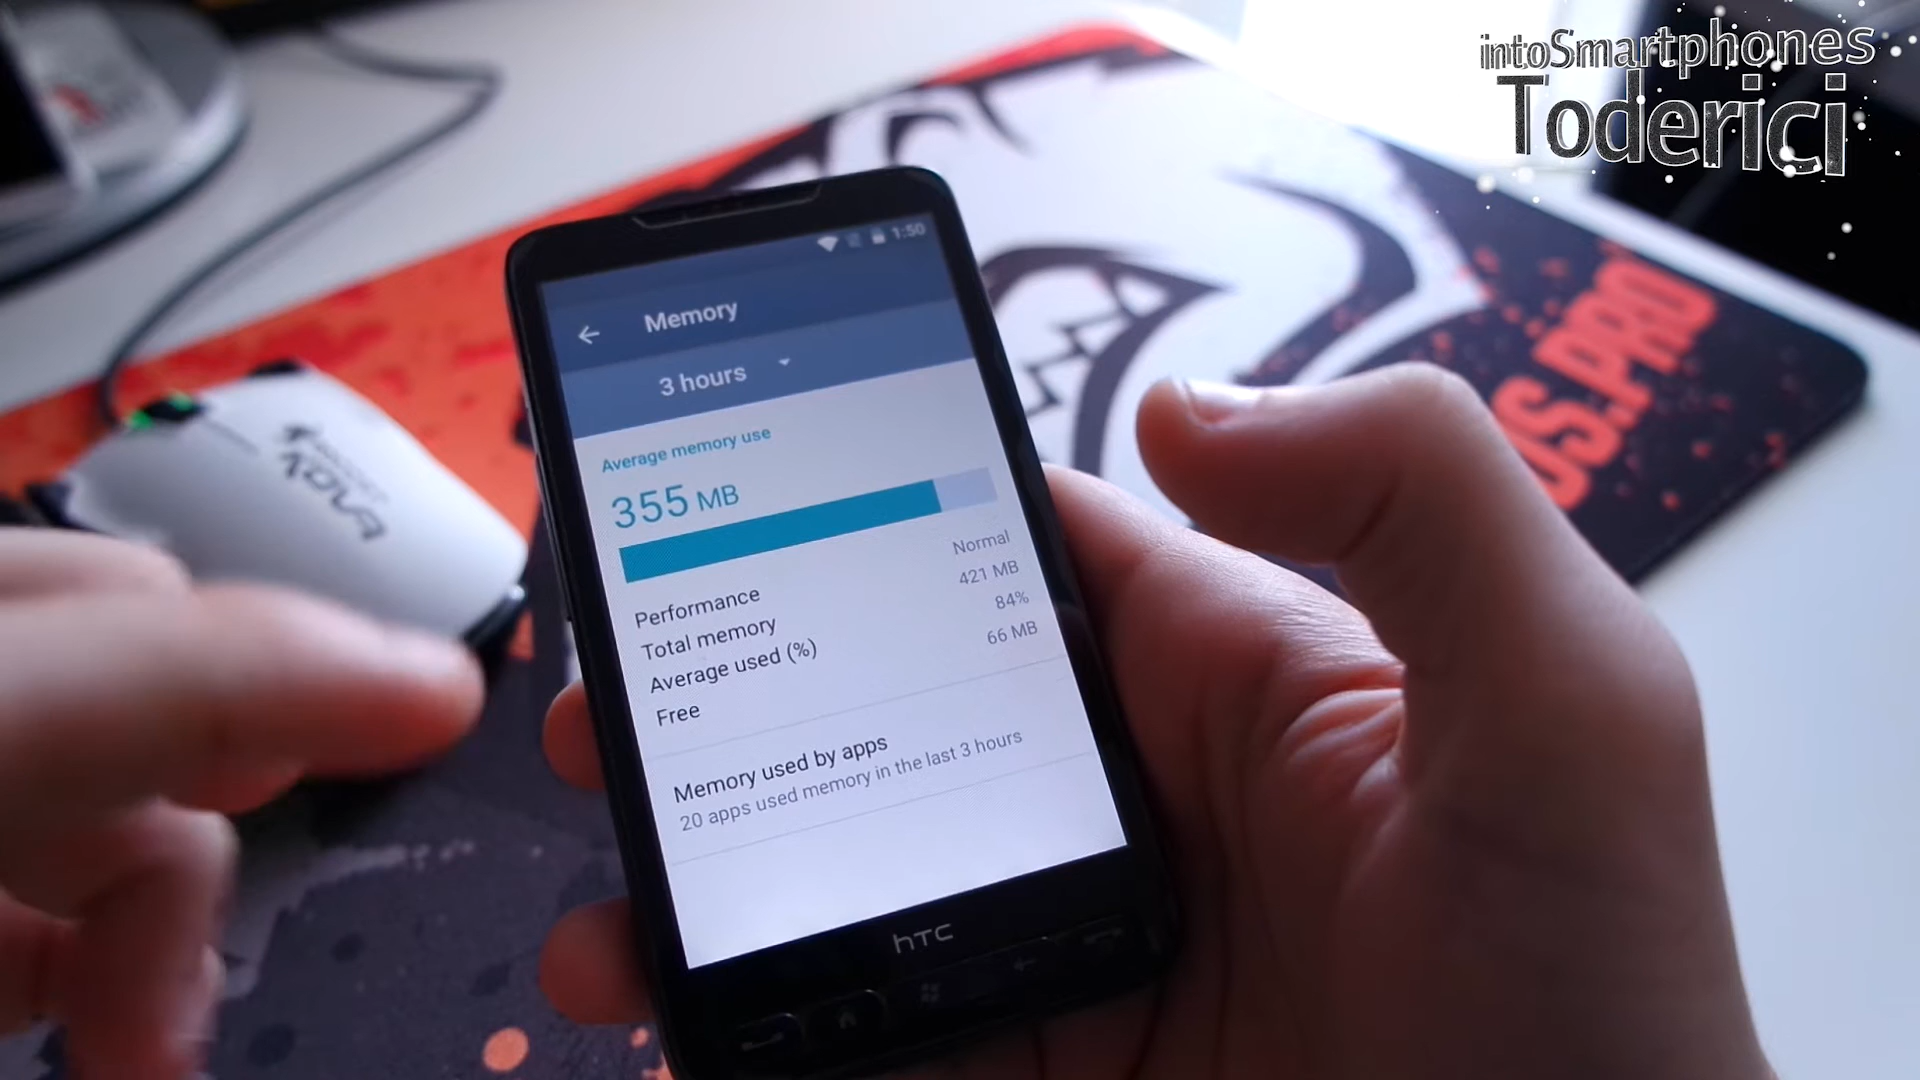 intoSmartphones
Toderici
1:50
Memory
3 hours
Average memory use
355 MB
Performance Normal
Total memory 421 MB
Average used (%) 84%
Free 66 MB
Memory used by apps
20 apps used memory in the last 3 hours
hTC
US.PRO